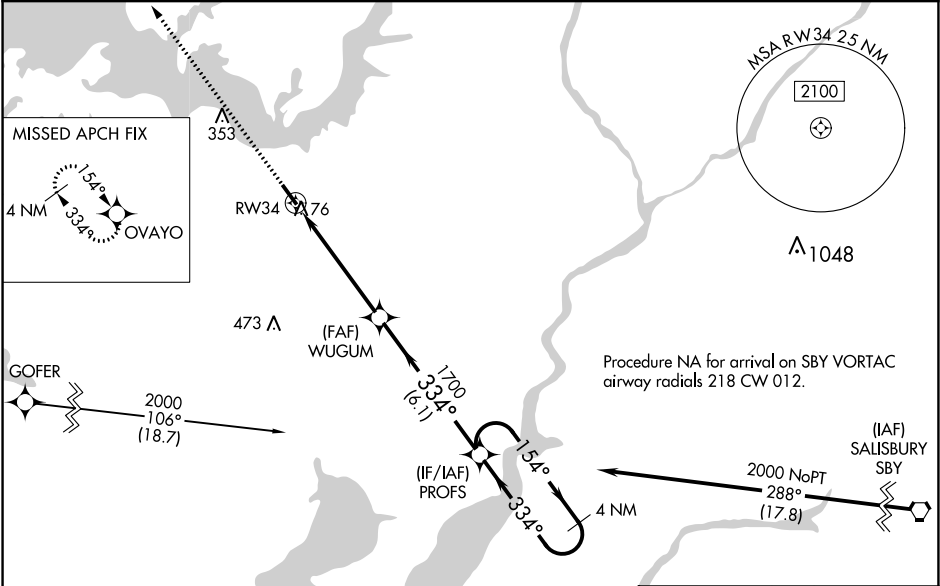 MSA RW34 25 NM
2100
353
MISSED APCH FIX
154°
4 NM
334°
OVAYO
RW34
76
1048
473
(FAF)
WUGUM
Procedure NA for arrival on SBY VORTAC
airway radials 218 CW 012.
GOFER
2000
106°
(18.7)
1700
334°
(6.1)
(IF/IAF)
PROFS
154°
334°
4 NM
(IAF)
SALISBURY
SBY
2000 NoPT
288°
(17.8)